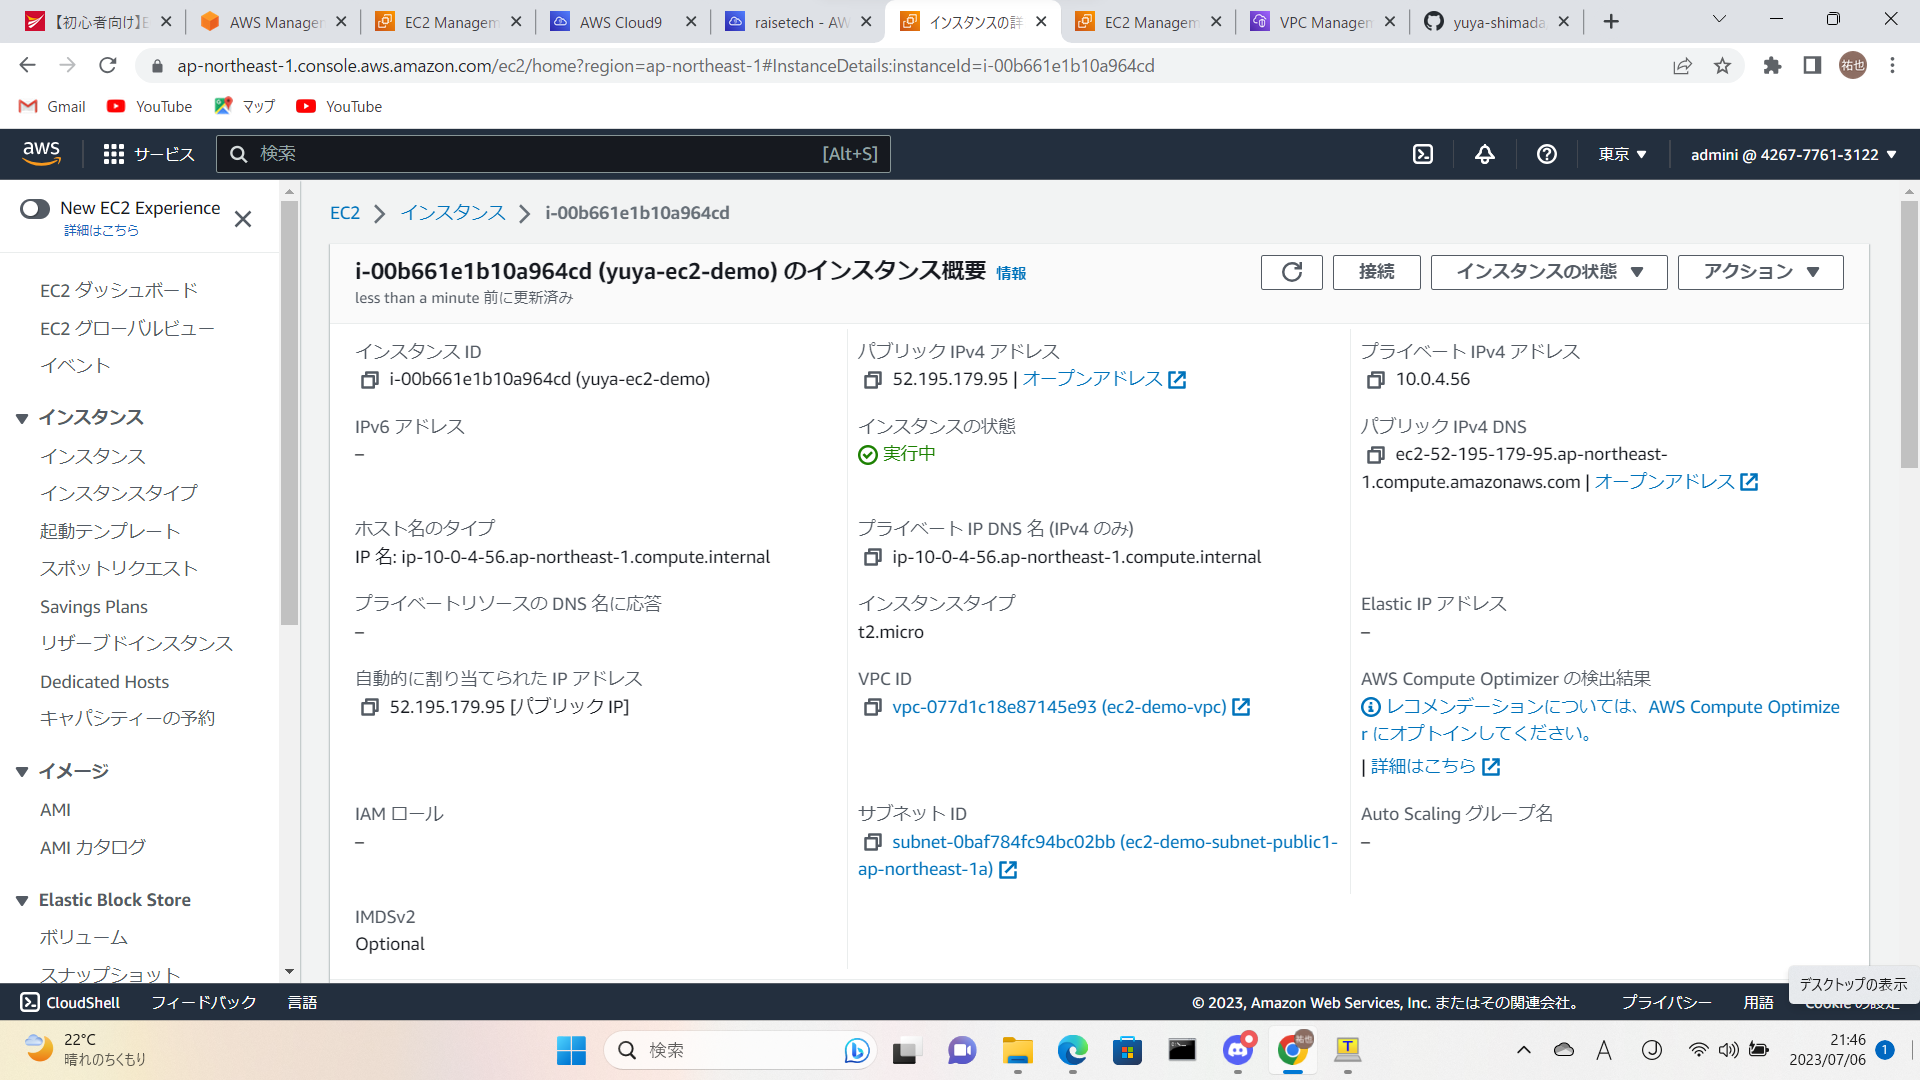 【初心者向け】E
AWS Managem
EC2 Managem
AWS Cloud9
raisetech - AW
インスタンスの詳
EC2 Managem
VPC Managem
yuya-shimada
ap-northeast-1.console.aws.amazon.com/ec2/home?region=ap-northeast-1#InstanceDetails:instanceId=i-00b661e1b10a964cd
祐也
Gmail
YouTube
マップ
YouTube
aws
サービス
検索
[Alt+S]
東京
admini @ 4267-7761-3122
New EC2 Experience
詳細はこちら
EC2 ダッシュボード
EC2 グローバルビュー
イベント
インスタンス
インスタンス
インスタンスタイプ
起動テンプレート
スポットリクエスト
Savings Plans
リザーブドインスタンス
Dedicated Hosts
キャパシティーの予約
イメージ
AMI
AMI カタログ
Elastic Block Store
ボリューム
スナップショット
EC2
インスタンス
i-00b661e1b10a964cd
i-00b661e1b10a964cd (yuya-ec2-demo) のインスタンス概要 情報
less than a minute 前に更新済み
接続
インスタンスの状態
アクション
インスタンス ID
i-00b661e1b10a964cd (yuya-ec2-demo)
パブリック IPv4 アドレス
52.195.179.95 | オープンアドレス
プライベート IPv4 アドレス
10.0.4.56
IPv6 アドレス
–
インスタンスの状態
実行中
パブリック IPv4 DNS
ec2-52-195-179-95.ap-northeast-
1.compute.amazonaws.com | オープンアドレス
ホスト名のタイプ
IP 名: ip-10-0-4-56.ap-northeast-1.compute.internal
プライベート IP DNS 名 (IPv4 のみ)
ip-10-0-4-56.ap-northeast-1.compute.internal
プライベートリソースの DNS 名に応答
–
インスタンスタイプ
t2.micro
Elastic IP アドレス
–
自動的に割り当てられた IP アドレス
52.195.179.95 [パブリック IP]
VPC ID
vpc-077d1c18e87145e93 (ec2-demo-vpc)
AWS Compute Optimizer の検出結果
レコメンデーションについては、AWS Compute Optimize
r にオプトインしてください。
| 詳細はこちら
IAM ロール
–
サブネット ID
subnet-0baf784fc94bc02bb (ec2-demo-subnet-public1-
ap-northeast-1a)
Auto Scaling グループ名
–
IMDSv2
Optional
デスクトップの表示
CloudShell
フィードバック
言語
© 2023, Amazon Web Services, Inc. またはその関連会社。
プライバシー
用語
Cookie の設定
22°C
晴れのちくもり
検索
祐也
T
A
J
21:46
2023/07/06
1